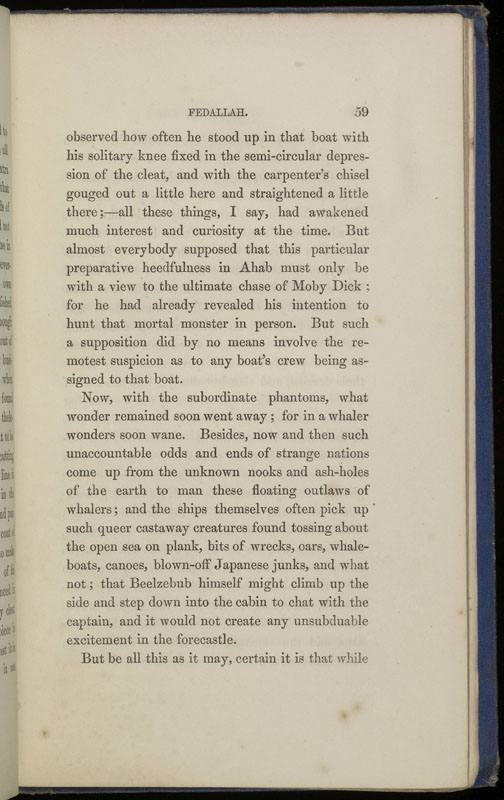 FEDALLAH. 59
observed how often he stood up in that boat with
his solitary knee fixed in the semi-circular depres-
sion of the cleat, and with the carpenter's chisel
gouged out a little here and straightened a little
there;—all these things, I say, had awakened
much interest and curiosity at the time. But
almost everybody supposed that this particular
preparative heedfulness in Ahab must only be
with a view to the ultimate chase of Moby Dick :
for he had already revealed his intention to
hunt that mortal monster in person. But such
a supposition did by no means involve the re-
motest suspicion as to any boat's crew being as-
signed to that boat.
Now, with the subordinate phantoms, what
wonder remained soon went away ; for in a whaler
wonders soon wane. Besides, now and then such
unaccountable odds and ends of strange nations
come up from the unknown nooks and ash-holes
of the earth to man these floating outlaws of
whalers; and the ships themselves often pick up
such queer castaway creatures found tossing about
the open sea on plank, bits of wrecks, oars, whale-
boats, canoes, blown-off Japanese junks, and what
not ; that Beelzebub himself might climb up the
side and step down into the cabin to chat with the
captain, and it would not create any unsubduable
excitement in the forecastle.
But be all this as it may, certain it is that while